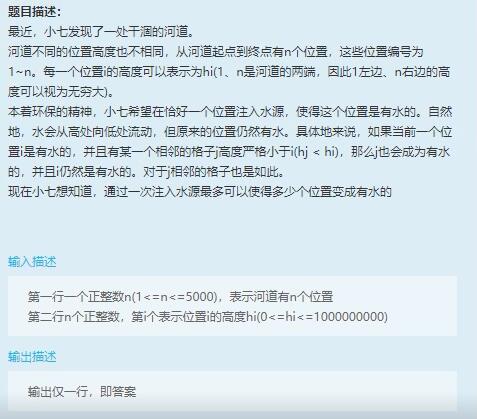 题目描述：
最近，小七发现了一处干涸的河道。
河道不同的位置高度也不相同，从河道起点到终点有n个位置，这些位置编号为
1~n。每一个位置i的高度可以表示为hi(1、n是河道的两端，因此1左边、n右边的高
度可以视为无穷大)。
本着环保的精神，小七希望在恰好一个位置注入水源，使得这个位置是有水的。自然
地，水会从高处向低处流动，但原来的位置仍然有水。具体地来说，如果当前一个位
置i是有水的，并且有某一个相邻的格子j高度严格小于i(hj < hi)，那么j也会成为有水
的，并且i仍然是有水的。对于j相邻的格子也是如此。
现在小七想知道，通过一次注入水源最多可以使得多少个位置变成有水的
输入描述
第一行一个正整数n(1<=n<=5000)，表示河道有n个位置
第二行n个正整数，第i个表示位置i的高度hi(0<=hi<=1000000000)
输出描述
输出仅一行，即答案